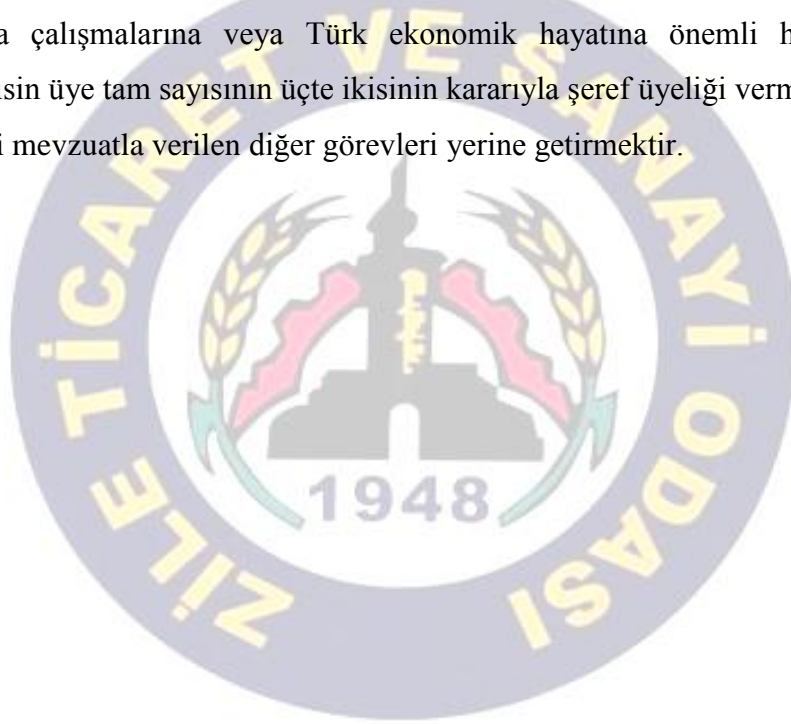 a çalışmalarına veya Türk ekonomik hayatına önemli h
sin üye tam sayısının üçte ikisinin kararıyla şeref üyeliği verm
i mevzuatla verilen diğer görevleri yerine getirmektir.
ZİLE TİCARET VE SANAYİ ODASI
1948